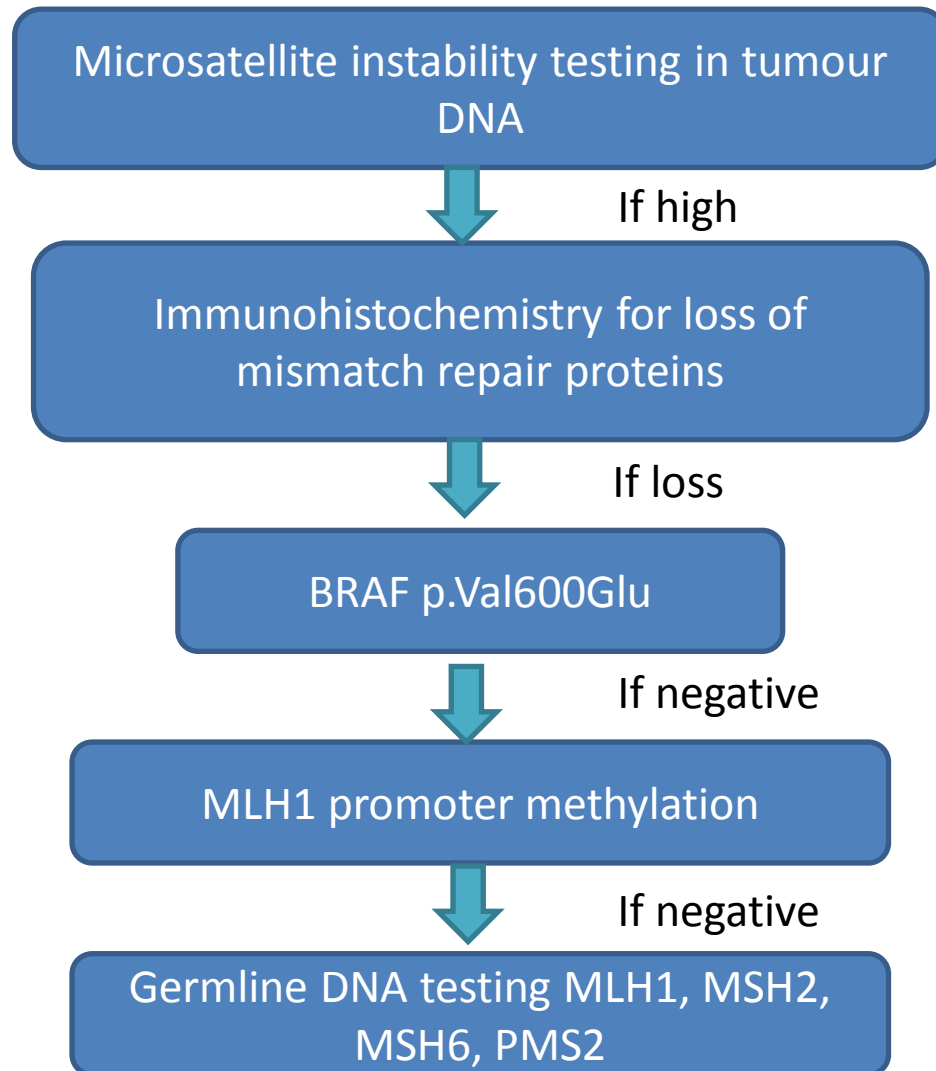 Microsatellite instability testing in tumour
DNA
If high
Immunohistochemistry for loss of
mismatch repair proteins
If loss
BRAF p.Val600Glu
If negative
MLH1 promoter methylation
If negative
Germline DNA testing MLH1, MSH2,
MSH6, PMS2